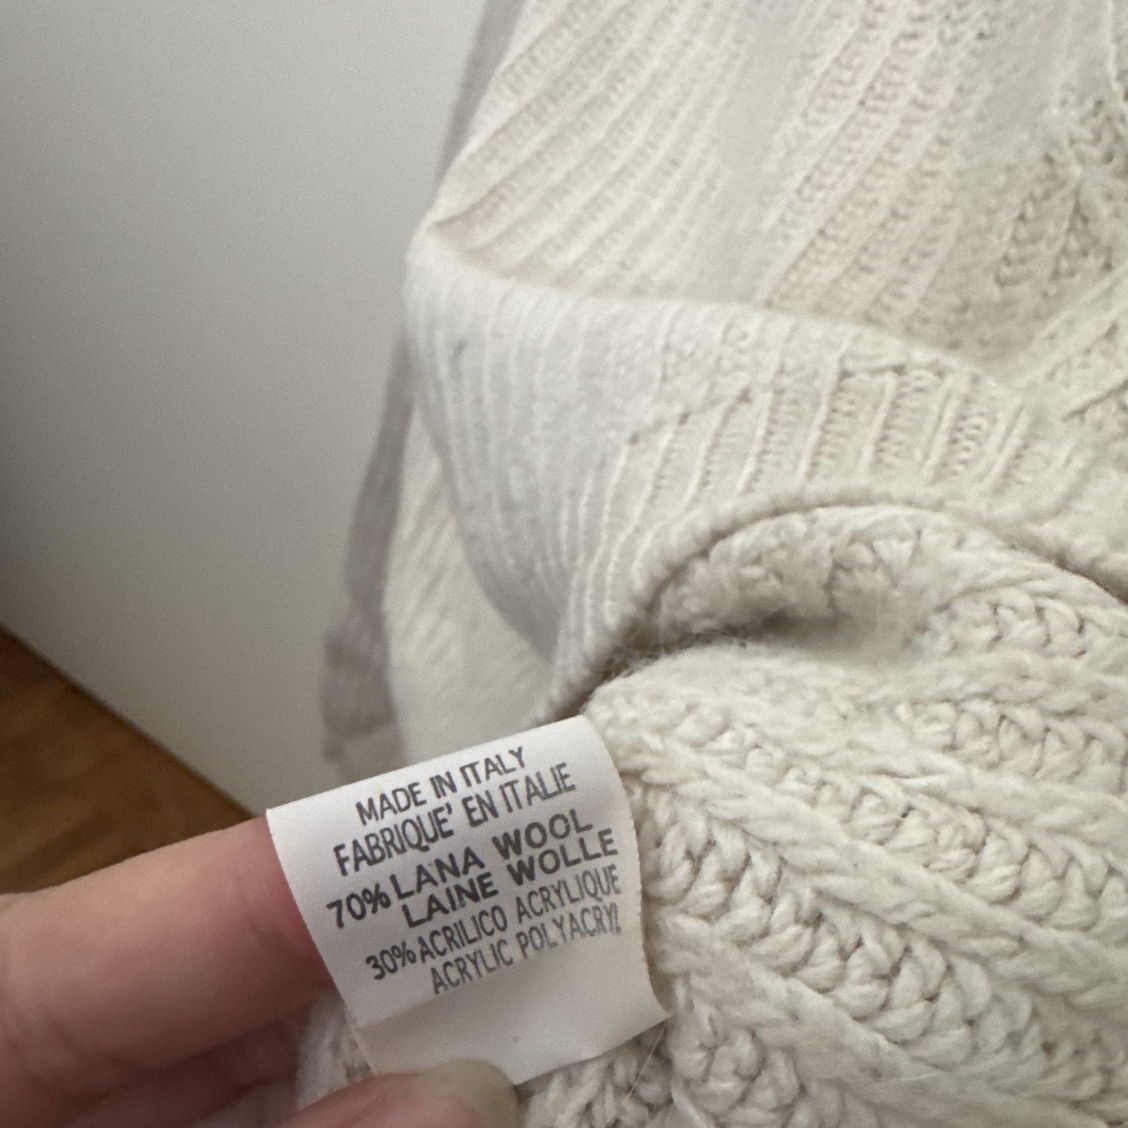 MADE IN ITALY
FABRIQUE' EN ITALIE
70% LANA WOOL
LAINE WOLLE
30% ACRILICO ACRYLIQUE
ACRYLIC POLYACRYL